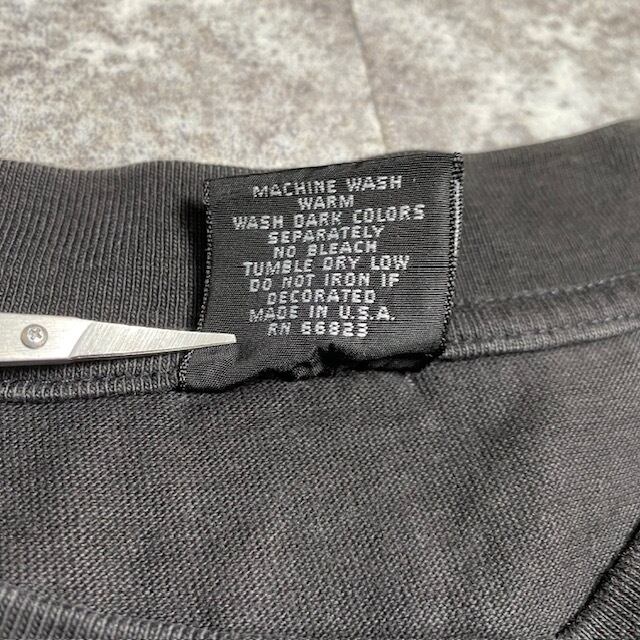 MACHINE WASH
WARM
WASH DARK COLORS
SEPARATELY
NO BLEACH
TUMBLE DRY LOW
DO NOT IRON IF
DECORATED
MADE IN U.S.A.
RN 66823